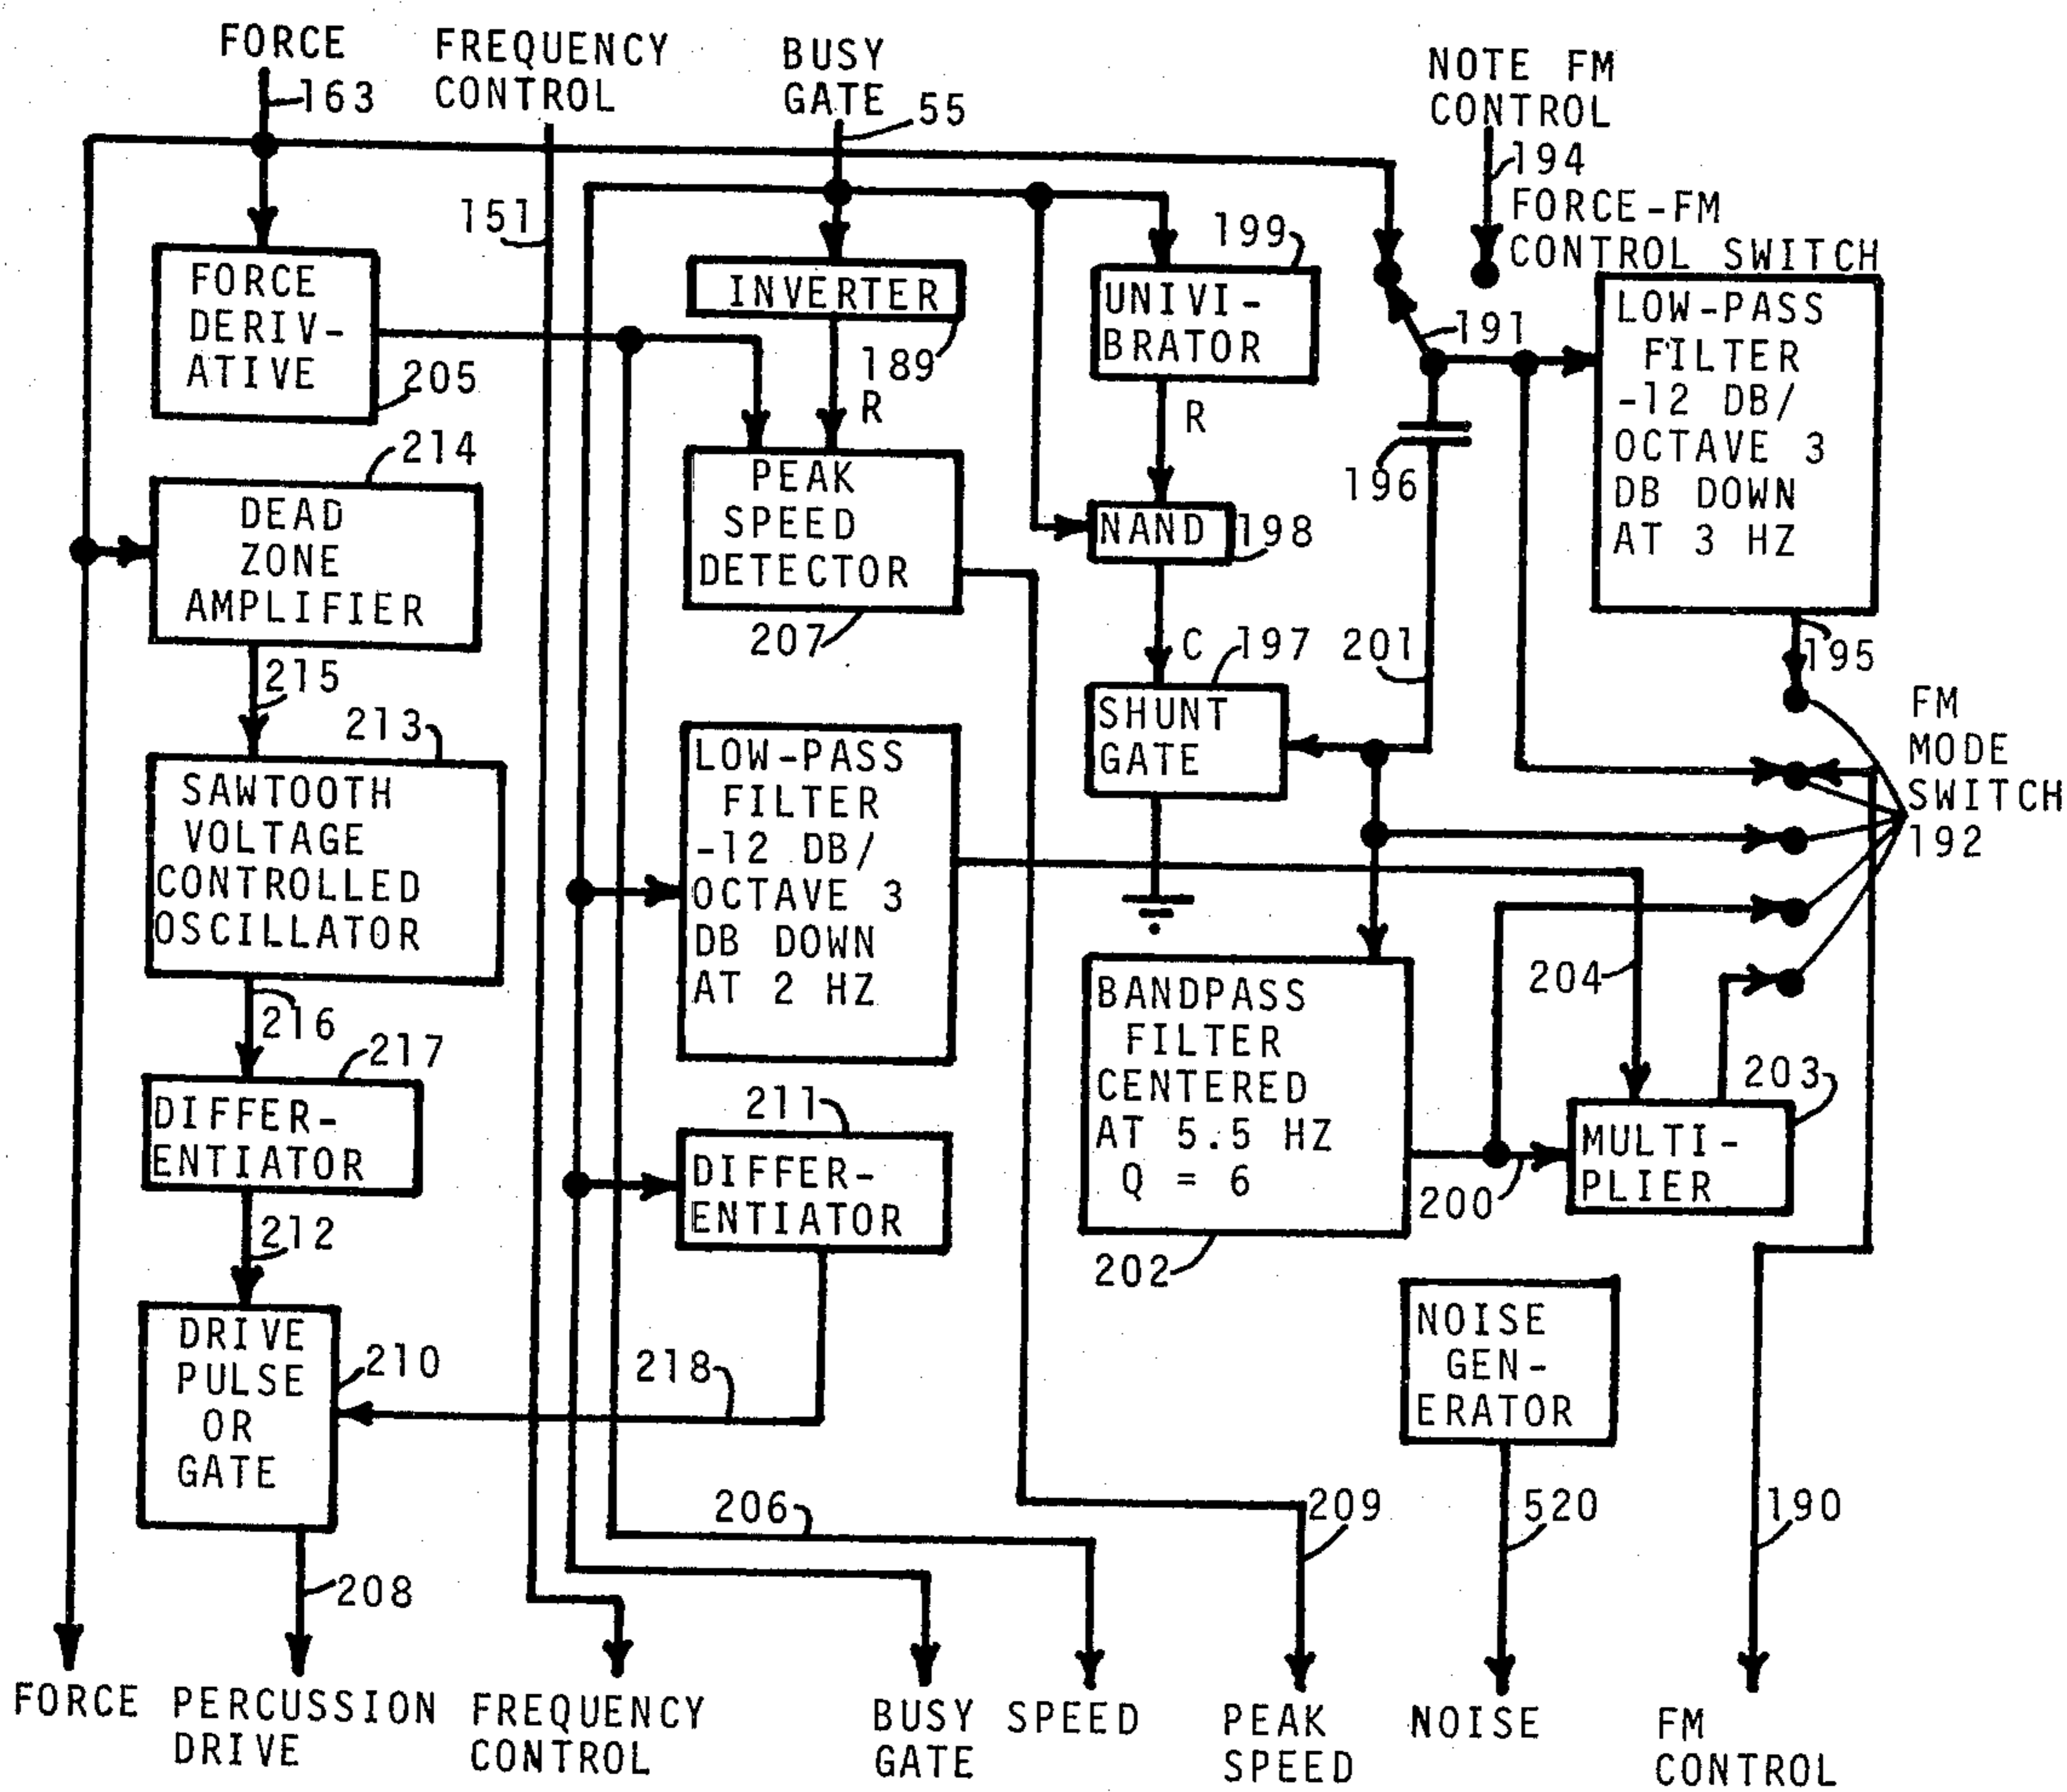 FORCE
163
FREQUENCY
CONTROL
BUSY
GATE
55
NOTE FM
CONTROL
194
FORCE-FM
CONTROL SWITCH
151
FORCE
DERIV-
ATIVE
205
INVERTER
189
R
199
UNIVI-
BRATOR
R
191
196
LOW-PASS
FILTER
-12 DB/
OCTAVE 3
DB DOWN
AT 3 HZ
195
214
DEAD
ZONE
AMPLIFIER
215
PEAK
SPEED
DETECTOR
207
NAND
198
C
197
201
SHUNT
GATE
FM
MODE
SWITCH
192
213
SAWTOOTH
VOLTAGE
CONTROLLED
OSCILLATOR
216
LOW-PASS
FILTER
-12 DB/
OCTAVE 3
DB DOWN
AT 2 HZ
204
BANDPASS
FILTER
CENTERED
AT 5.5 HZ
Q = 6
202
200
203
MULTI-
PLIER
217
DIFFER-
ENTIATOR
212
211
DIFFER-
ENTIATOR
218
DRIVE
PULSE
OR
GATE
210
208
206
209
NOISE
GEN-
ERATOR
520
190
FORCE
PERCUSSION
DRIVE
FREQUENCY
CONTROL
BUSY
GATE
SPEED
PEAK
SPEED
NOISE
FM
CONTROL